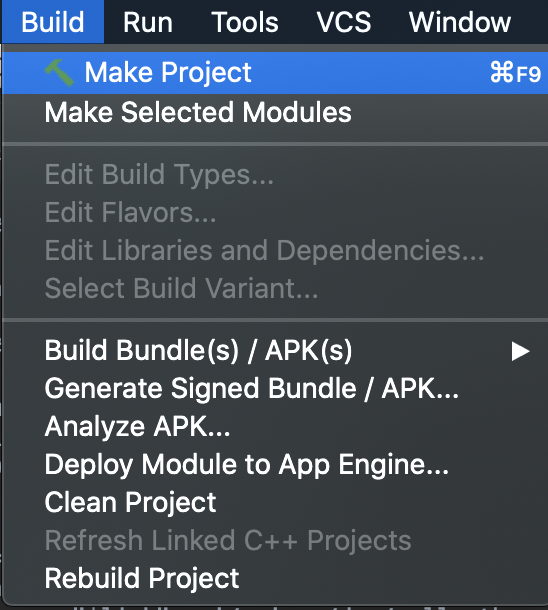 Build Run Tools VCS Window
Make Project ⌘F9
Make Selected Modules
Edit Build Types...
Edit Flavors...
Edit Libraries and Dependencies...
Select Build Variant...
Build Bundle(s) / APK(s)
Generate Signed Bundle / APK...
Analyze APK...
Deploy Module to App Engine...
Clean Project
Refresh Linked C++ Projects
Rebuild Project